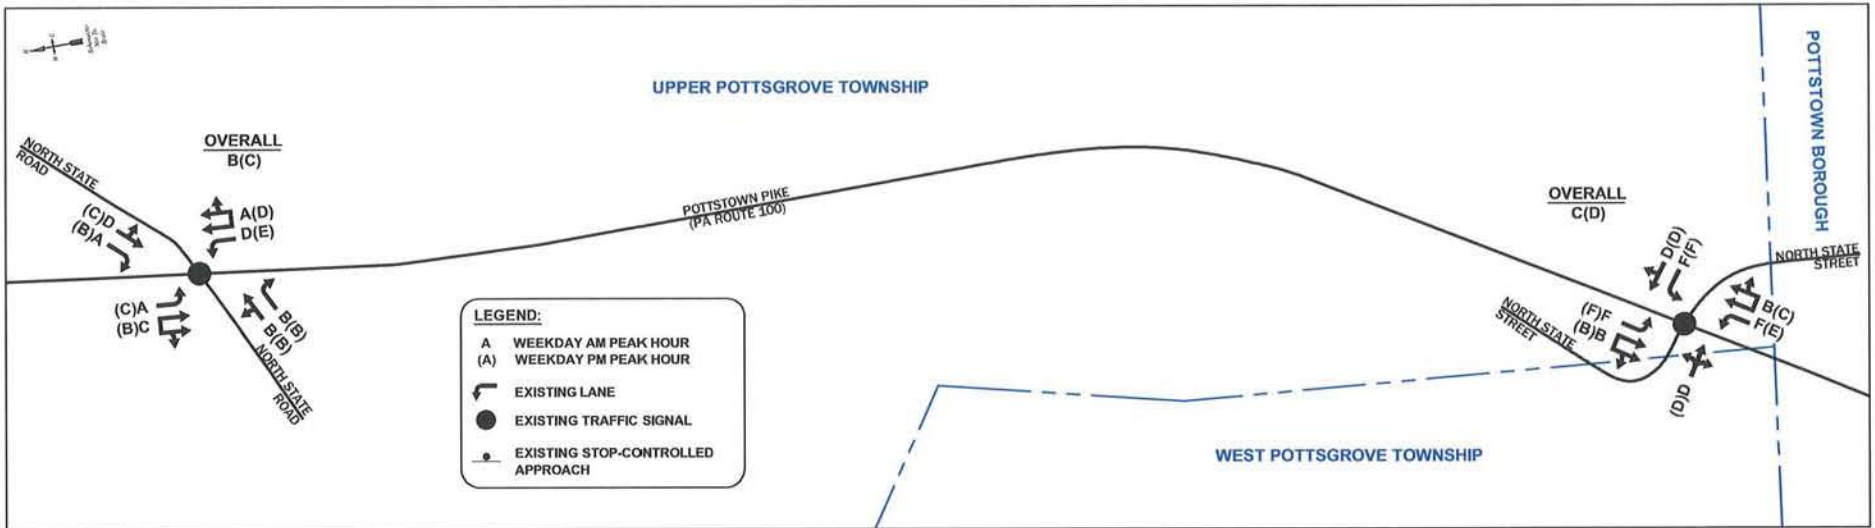 UPPER POTTSGROVE TOWNSHIP
POTTSTOWN BOROUGH
NORTH STATE
ROAD
OVERALL
B(C)
(C)D
(B)A
A(D)
D(E)
(C)A
(B)C
B(B)
B(B)
NORTH STATE
ROAD
POTTSTOWN PIKE
(PA ROUTE 100)
LEGEND:
A WEEKDAY AM PEAK HOUR
(A) WEEKDAY PM PEAK HOUR
EXISTING LANE
EXISTING TRAFFIC SIGNAL
EXISTING STOP-CONTROLLED
APPROACH
OVERALL
C(D)
D(D)
F(F)
NORTH STATE
STREET
B(C)
F(E)
(F)F
(B)B
NORTH STATE
STREET
(D)D
WEST POTTSGROVE TOWNSHIP